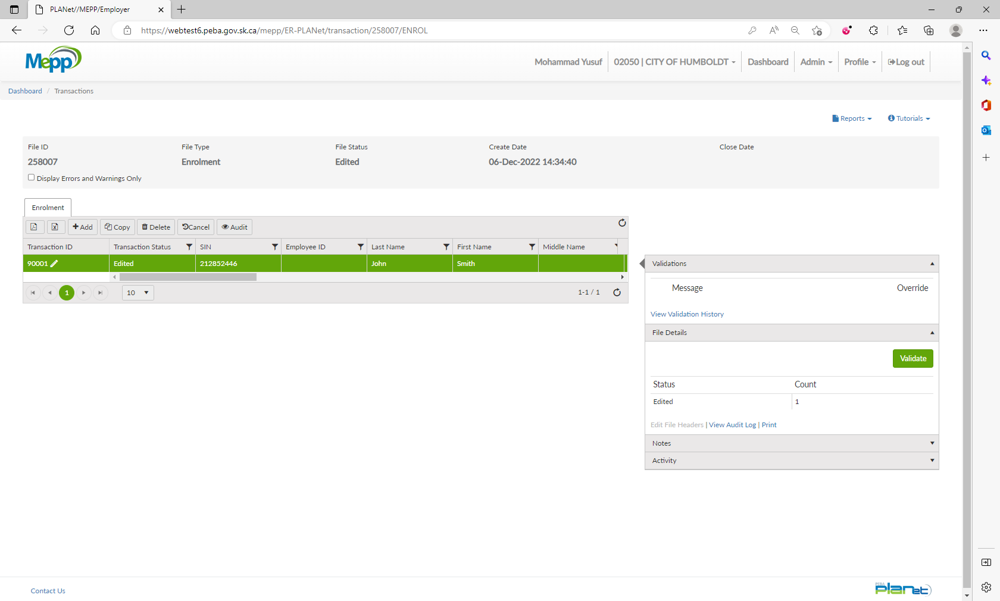 PLANet//MEPP/Employer
https://webtest6.peba.gov.sk.ca/mepp/ER-PLANet/transaction/258007/ENROL
Mepp
Mohammad Yusuf
02050 | CITY OF HUMBOLDT
Dashboard
Admin
Profile
Log out
Dashboard / Transactions
Reports
Tutorials
File ID
File Type
File Status
Create Date
Close Date
258007
Enrolment
Edited
06-Dec-2022 14:34:40
Display Errors and Warnings Only
Enrolment
Add
Copy
Delete
Cancel
Audit
Transaction ID
Transaction Status
SIN
Employee ID
Last Name
First Name
Middle Name
90001
Edited
212852446
John
Smith
1
10
1-1 / 1
Validations
Message
Override
View Validation History
File Details
Validate
Status
Count
Edited
1
Edit File Headers | View Audit Log | Print
Notes
Activity
Contact Us
PEBA
planet